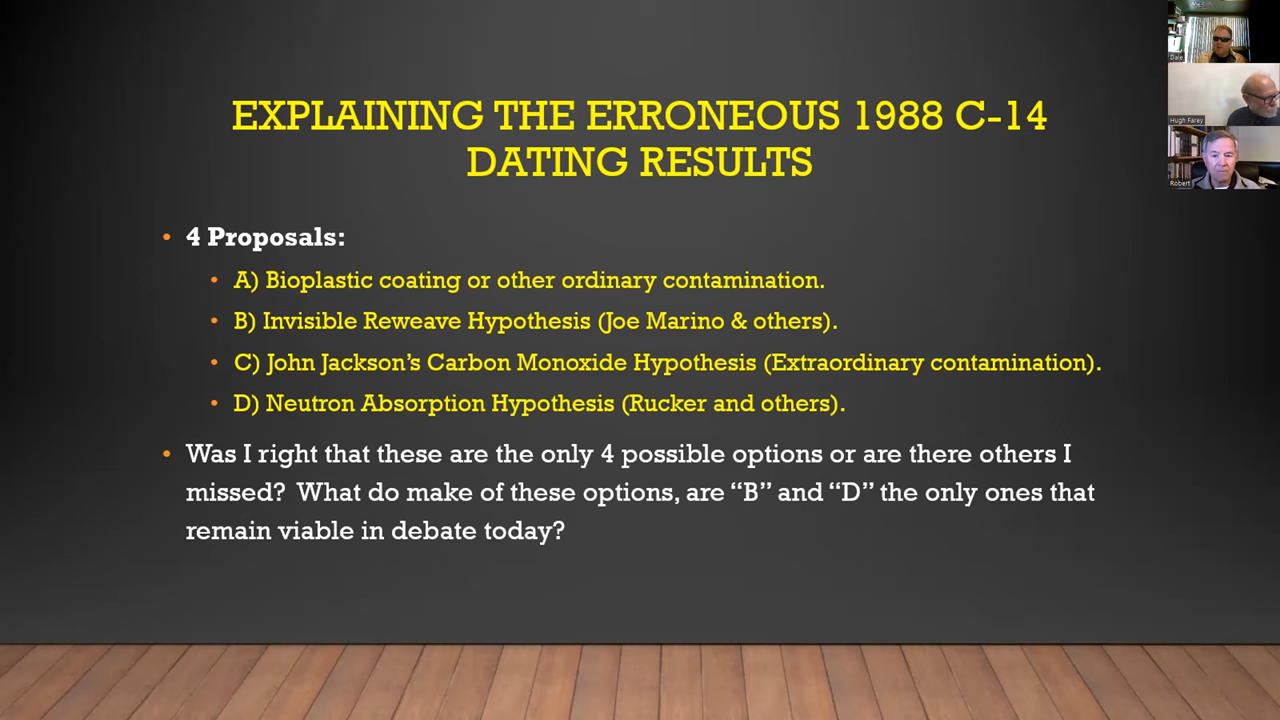 EXPLAINING THE ERRONEOUS 1988 C-14
DATING RESULTS
• 4 Proposals:
• A) Bioplastic coating or other ordinary contamination.
• B) Invisible Reweave Hypothesis (Joe Marino & others).
• C) John Jackson's Carbon Monoxide Hypothesis (Extraordinary contamination).
• D) Neutron Absorption Hypothesis (Rucker and others).
• Was I right that these are the only 4 possible options or are there others I
missed? What do make of these options, are “B” and “D” the only ones that
remain viable in debate today?
Dale
Hugh Farey
Robert